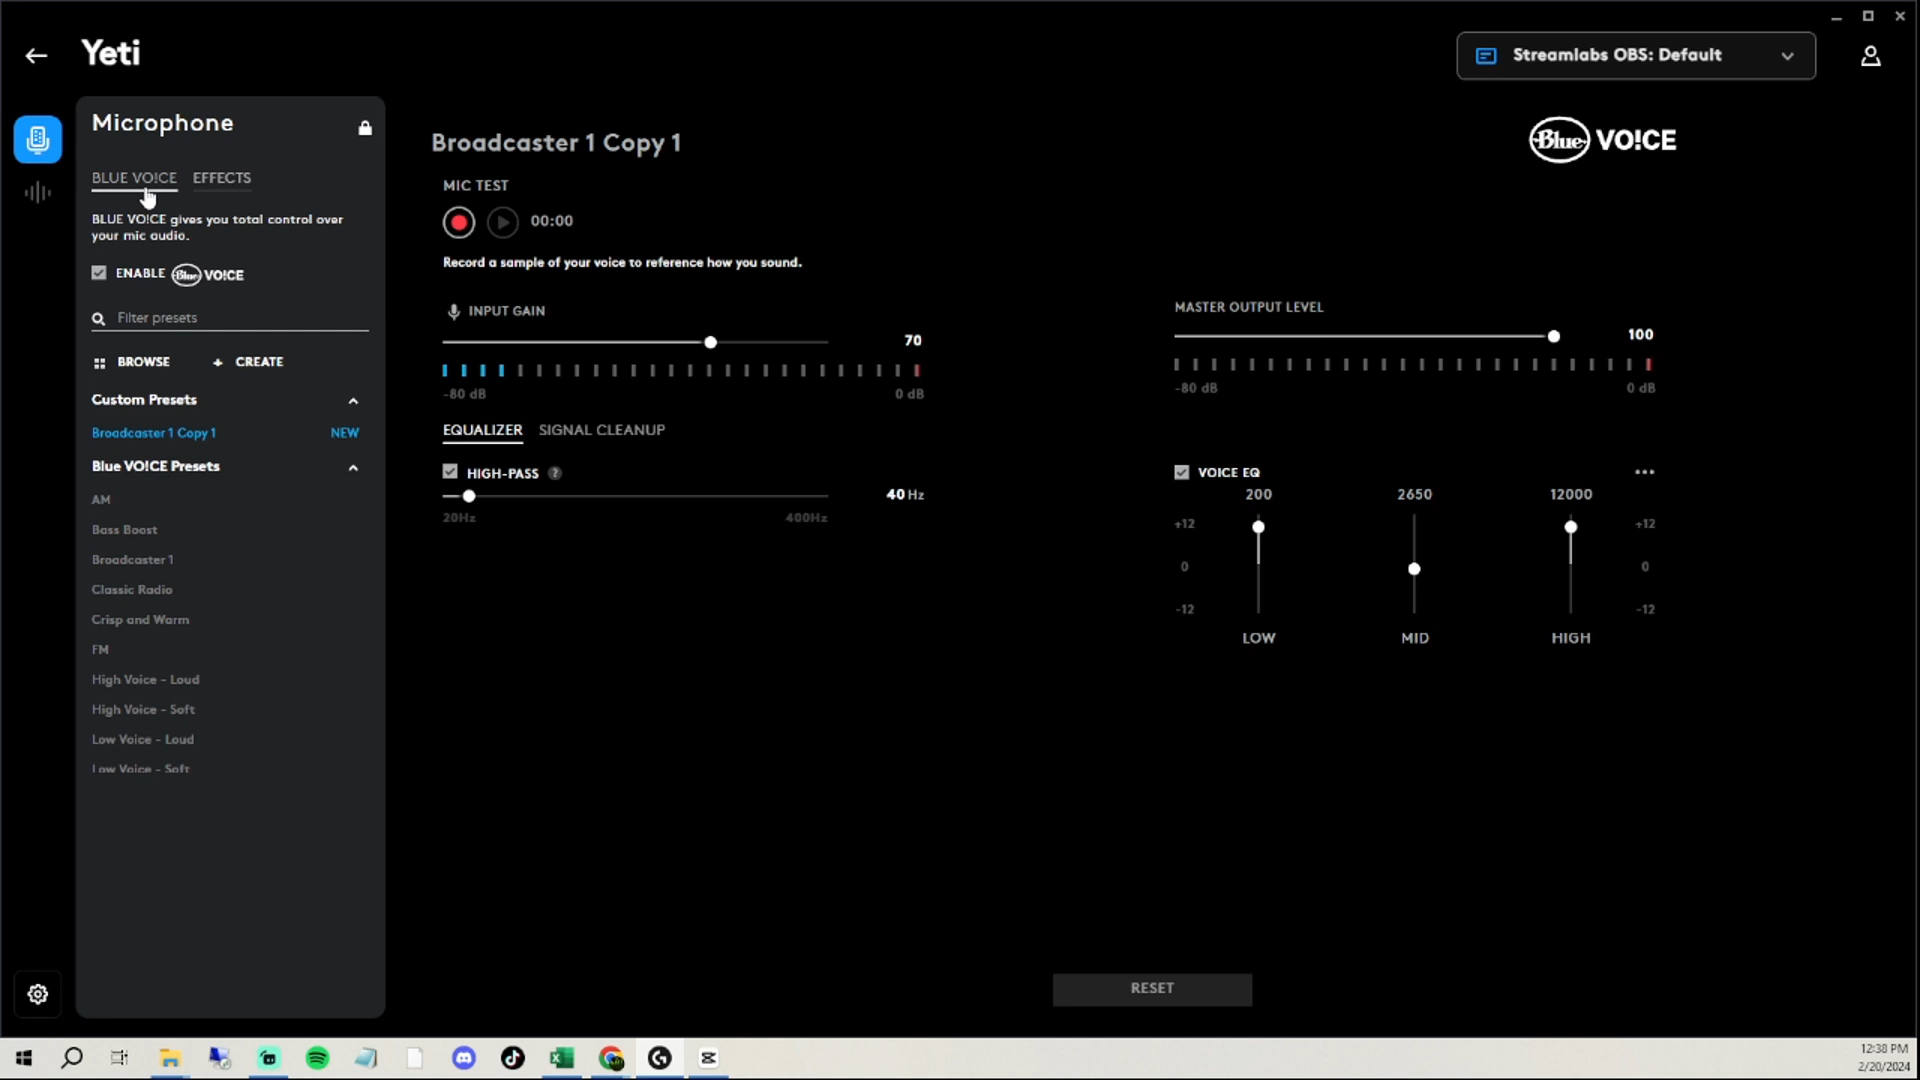 Yeti
Streamlabs OBS: Default
Microphone
BLUE VO!CE EFFECTS
BLUE VO!CE gives you total control over
your mic audio.
ENABLE Blue VO!CE
Filter presets
BROWSE + CREATE
Custom Presets
Broadcaster 1 Copy 1 NEW
Blue VO!CE Presets
AM
Bass Boost
Broadcaster 1
Classic Radio
Crisp and Warm
FM
High Voice - Loud
High Voice - Soft
Low Voice - Loud
Low Voice - Soft
Broadcaster 1 Copy 1
Blue VO!CE
MIC TEST
00:00
Record a sample of your voice to reference how you sound.
INPUT GAIN
70
-80 dB 0 dB
MASTER OUTPUT LEVEL
100
-80 dB 0 dB
EQUALIZER SIGNAL CLEANUP
HIGH-PASS ?
40 Hz
20Hz 400Hz
VOICE EQ
200 2650 12000
+12 +12
0 0
-12 -12
LOW MID HIGH
RESET
12:38 PM
2/20/2024